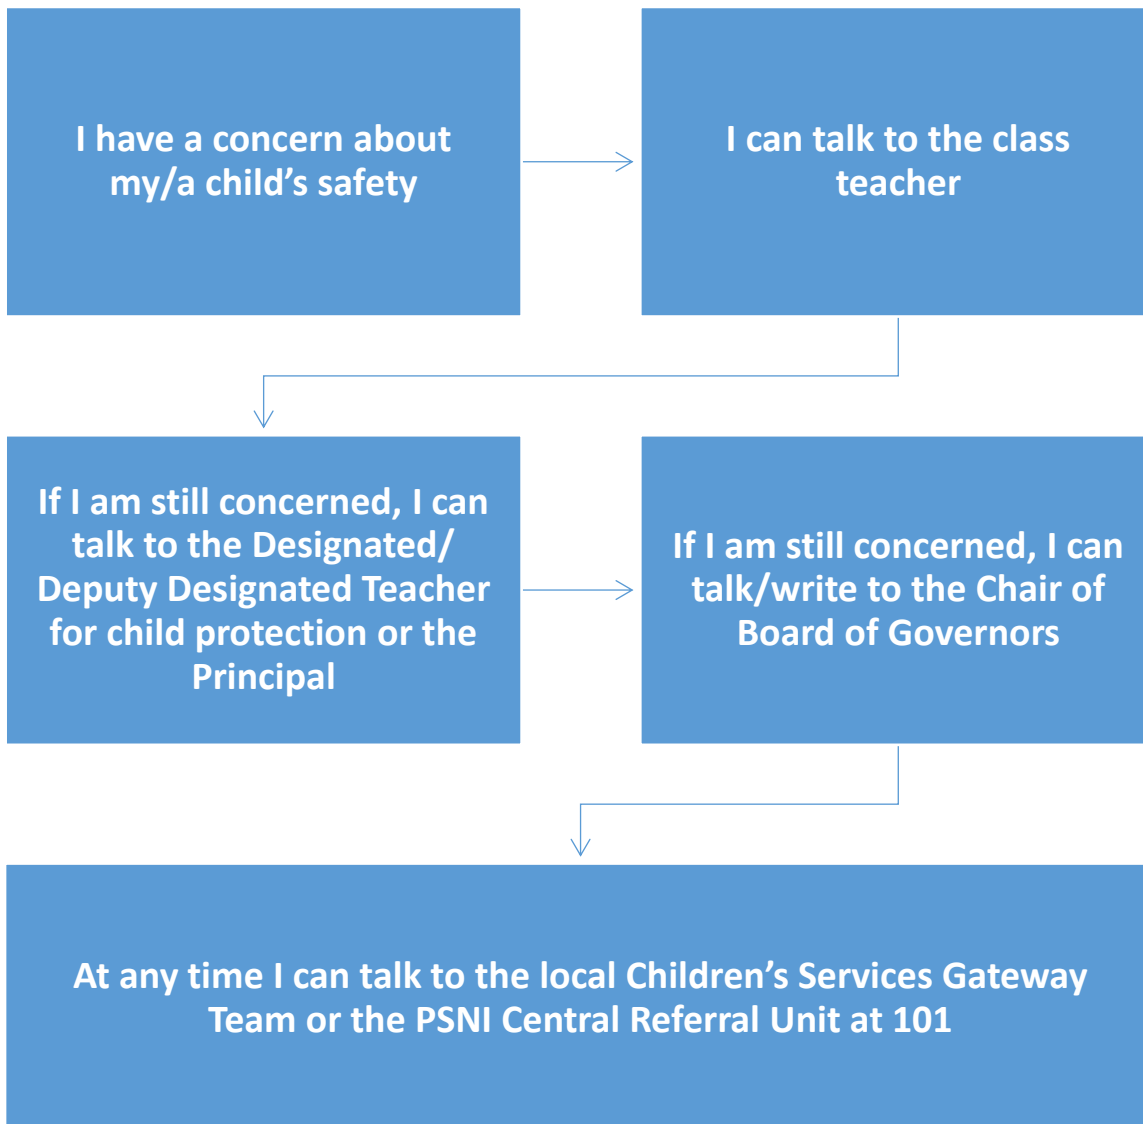 I have a concern about
my/a child’s safety
I can talk to the class
teacher
If I am still concerned, I can
talk to the Designated/
Deputy Designated Teacher
for child protection or the
Principal
If I am still concerned, I can
talk/write to the Chair of
Board of Governors
At any time I can talk to the local Children’s Services Gateway
Team or the PSNI Central Referral Unit at 101